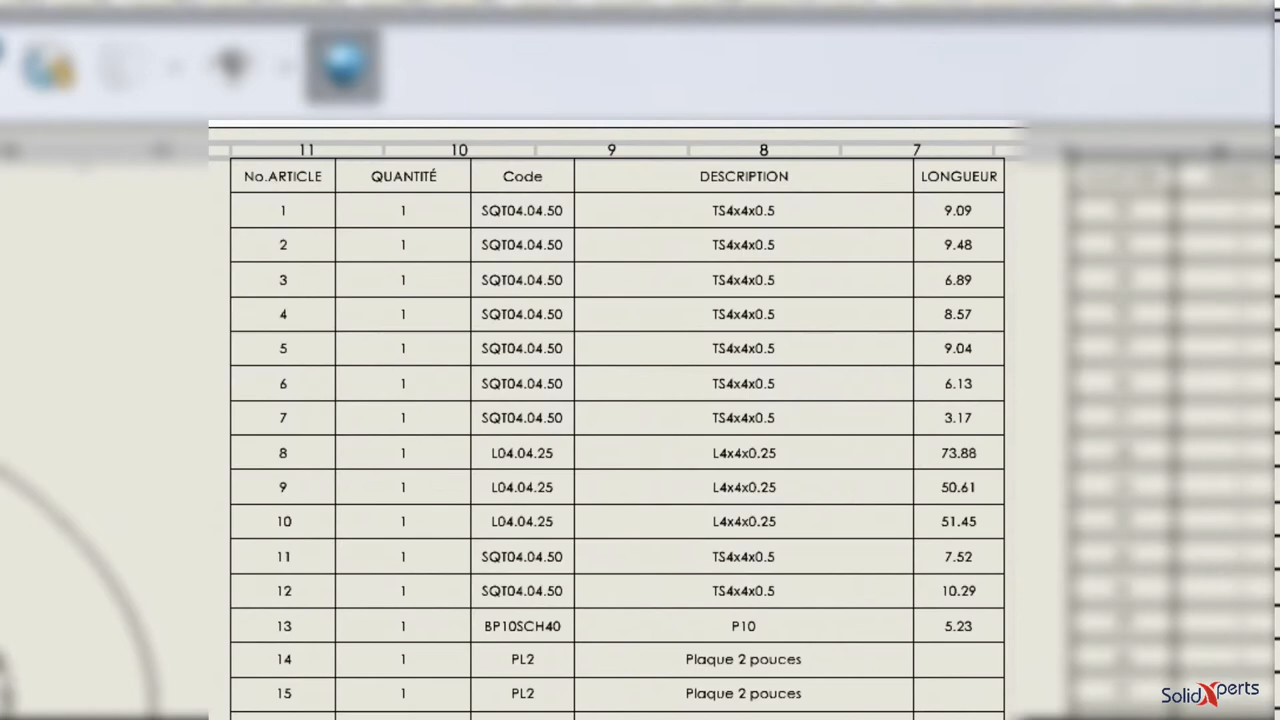 11 10 9 8 7
No.ARTICLE QUANTITÉ Code DESCRIPTION LONGUEUR
1 1 SQT04.04.50 TS4x4x0.5 9.09
2 1 SQT04.04.50 TS4x4x0.5 9.48
3 1 SQT04.04.50 TS4x4x0.5 6.89
4 1 SQT04.04.50 TS4x4x0.5 8.57
5 1 SQT04.04.50 TS4x4x0.5 9.04
6 1 SQT04.04.50 TS4x4x0.5 6.13
7 1 SQT04.04.50 TS4x4x0.5 3.17
8 1 L04.04.25 L4x4x0.25 73.88
9 1 L04.04.25 L4x4x0.25 50.61
10 1 L04.04.25 L4x4x0.25 51.45
11 1 SQT04.04.50 TS4x4x0.5 7.52
12 1 SQT04.04.50 TS4x4x0.5 10.29
13 1 BP10SCH40 P10 5.23
14 1 PL2 Plaque 2 pouces
15 1 PL2 Plaque 2 pouces
SolidXperts